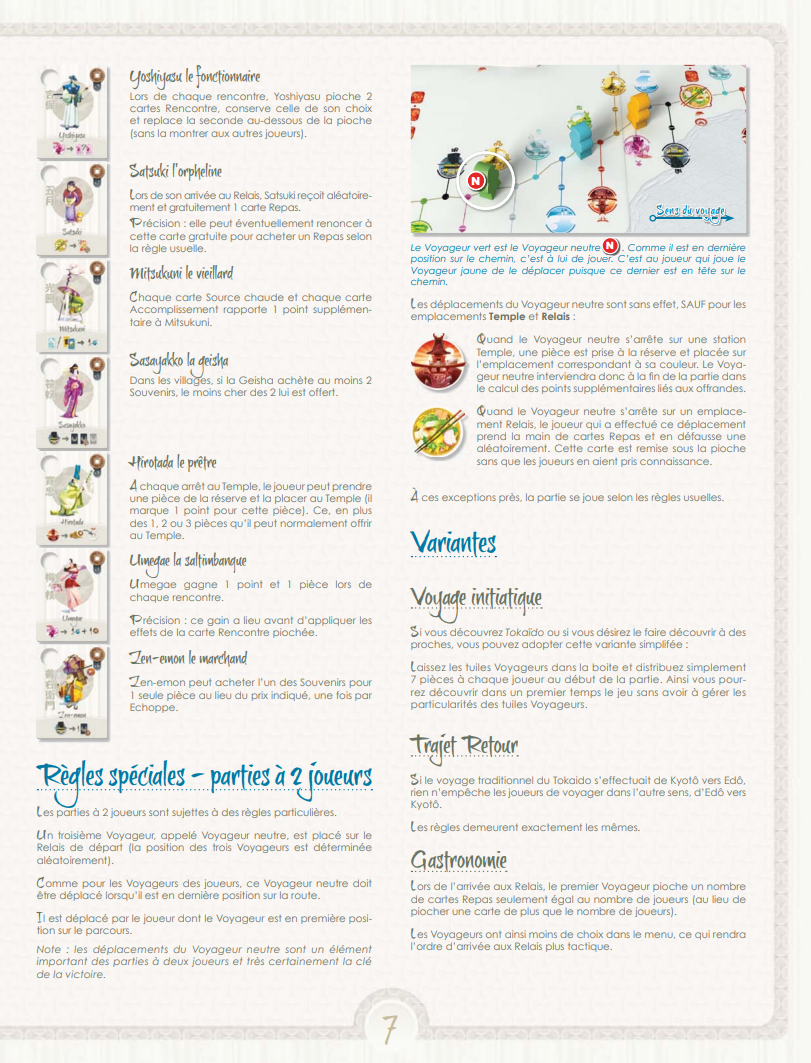 Yoshiyasu le fonctionnaire
Lors de chaque rencontre, Yoshiyasu pioche 2
cartes Rencontre, conserve celle de son choix
et replace la seconde au-dessous de la pioche
(sans la montrer aux autres joueurs).
Yoshiyasu
Satsuki l'orpheline
Lors de son arrivée au Relais, Satsuki reçoit aléatoire-
ment et gratuitement 1 carte Repas.
Précision : elle peut éventuellement renoncer à
cette carte gratuite pour acheter un Repas selon
la règle usuelle.
Satsuki
Mitsukuni le vieillard
Chaque carte Source chaude et chaque carte
Accomplissement rapporte 1 point supplémen-
taire à Mitsukuni.
Mitsukuni
Sasayakko la geisha
Dans les villages, si la Geisha achète au moins 2
Souvenirs, le moins cher des 2 lui est offert.
Sasayakko
Hirotada le prêtre
A chaque arrêt au Temple, le joueur peut prendre
une pièce de la réserve et la placer au Temple (il
marque 1 point pour cette pièce). Ce, en plus
des 1, 2 ou 3 pièces qu'il peut normalement offrir
au Temple.
Hirotada
Umegae la saltimbanque
Umegae gagne 1 point et 1 pièce lors de
chaque rencontre.
Précision : ce gain a lieu avant d'appliquer les
effets de la carte Rencontre piochée.
Umegae
Zen-emon le marchand
Zen-emon peut acheter l'un des Souvenirs pour
1 seule pièce au lieu du prix indiqué, une fois par
Echoppe.
Zen-emon
Règles spéciales - parties à 2 joueurs
Les parties à 2 joueurs sont sujettes à des règles particulières.
Un troisième Voyageur, appelé Voyageur neutre, est placé sur le
Relais de départ (la position des trois Voyageurs est déterminée
aléatoirement).
Comme pour les Voyageurs des joueurs, ce Voyageur neutre doit
être déplacé lorsqu'il est en dernière position sur la route.
Il est déplacé par le joueur dont le Voyageur est en première posi-
tion sur le parcours.
Note : les déplacements du Voyageur neutre sont un élément
important des parties à deux joueurs et très certainement la clé
de la victoire.
N
Sens du voyage
Le Voyageur vert est le Voyageur neutre N . Comme il est en dernière
position sur le chemin, c'est à lui de jouer. C'est au joueur qui joue le
Voyageur jaune de le déplacer puisque ce dernier est en tête sur le
chemin.
Les déplacements du Voyageur neutre sont sans effet, SAUF pour les
emplacements Temple et Relais :
Quand le Voyageur neutre s'arrête sur une station
Temple, une pièce est prise à la réserve et placée sur
l'emplacement correspondant à sa couleur. Le Voya-
geur neutre interviendra donc à la fin de la partie dans
le calcul des points supplémentaires liés aux offrandes.
Quand le Voyageur neutre s'arrête sur un emplace-
ment Relais, le joueur qui a effectué ce déplacement
prend la main de cartes Repas et en défausse une
aléatoirement. Cette carte est remise sous la pioche
sans que les joueurs en aient pris connaissance.
À ces exceptions près, la partie se joue selon les règles usuelles.
Variantes
Voyage initiatique
Si vous découvrez Tokaïdo ou si vous désirez le faire découvrir à des
proches, vous pouvez adopter cette variante simplifée :
Laissez les tuiles Voyageurs dans la boite et distribuez simplement
7 pièces à chaque joueur au début de la partie. Ainsi vous pour-
rez découvrir dans un premier temps le jeu sans avoir à gérer les
particularités des tuiles Voyageurs.
Trajet Retour
Si le voyage traditionnel du Tokaido s'effectuait de Kyotô vers Edô,
rien n'empêche les joueurs de voyager dans l'autre sens, d'Edô vers
Kyotô.
Les règles demeurent exactement les mêmes.
Gastronomie
Lors de l'arrivée aux Relais, le premier Voyageur pioche un nombre
de cartes Repas seulement égal au nombre de joueurs (au lieu de
piocher une carte de plus que le nombre de joueurs).
Les Voyageurs ont ainsi moins de choix dans le menu, ce qui rendra
l'ordre d'arrivée aux Relais plus tactique.
7